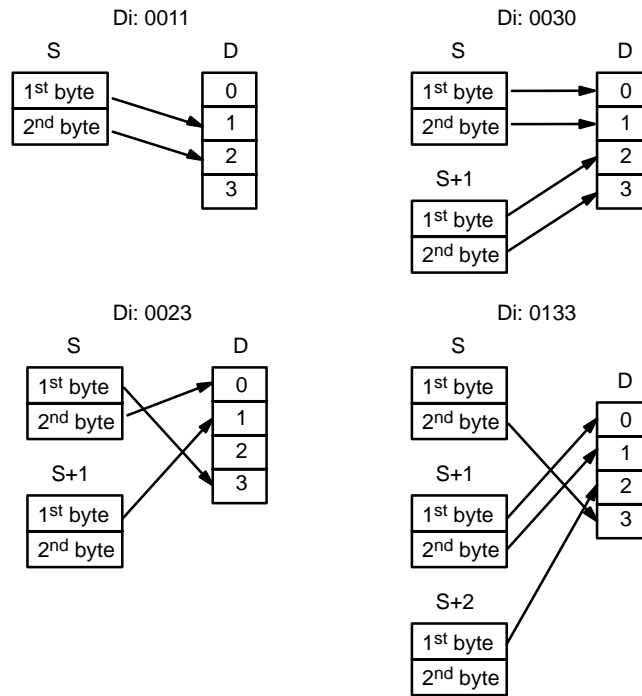 Di: 0011
S
D
1st byte
2nd byte
0
1
2
3
Di: 0030
S
D
1st byte
2nd byte
S+1
1st byte
2nd byte
0
1
2
3
Di: 0023
S
D
1st byte
2nd byte
S+1
1st byte
2nd byte
0
1
2
3
Di: 0133
S
D
1st byte
2nd byte
S+1
1st byte
2nd byte
S+2
1st byte
2nd byte
0
1
2
3